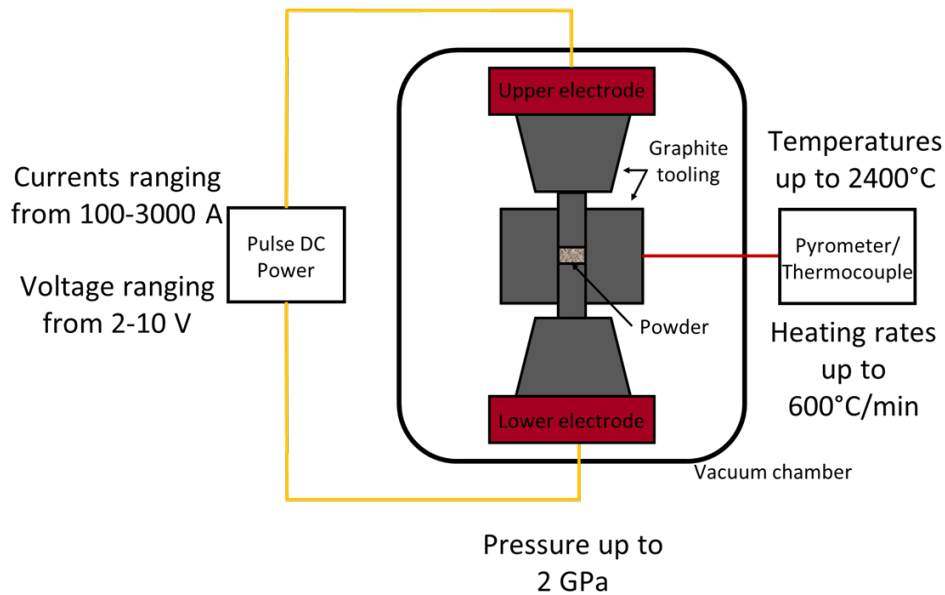 Upper electrode
Graphite
tooling
Temperatures
up to 2400°C
Currents ranging
from 100-3000 A
Pulse DC
Power
Pyrometer/
Thermocouple
Voltage ranging
from 2-10 V
Powder
Heating rates
up to
600°C/min
Lower electrode
Vacuum chamber
Pressure up to
2 GPa